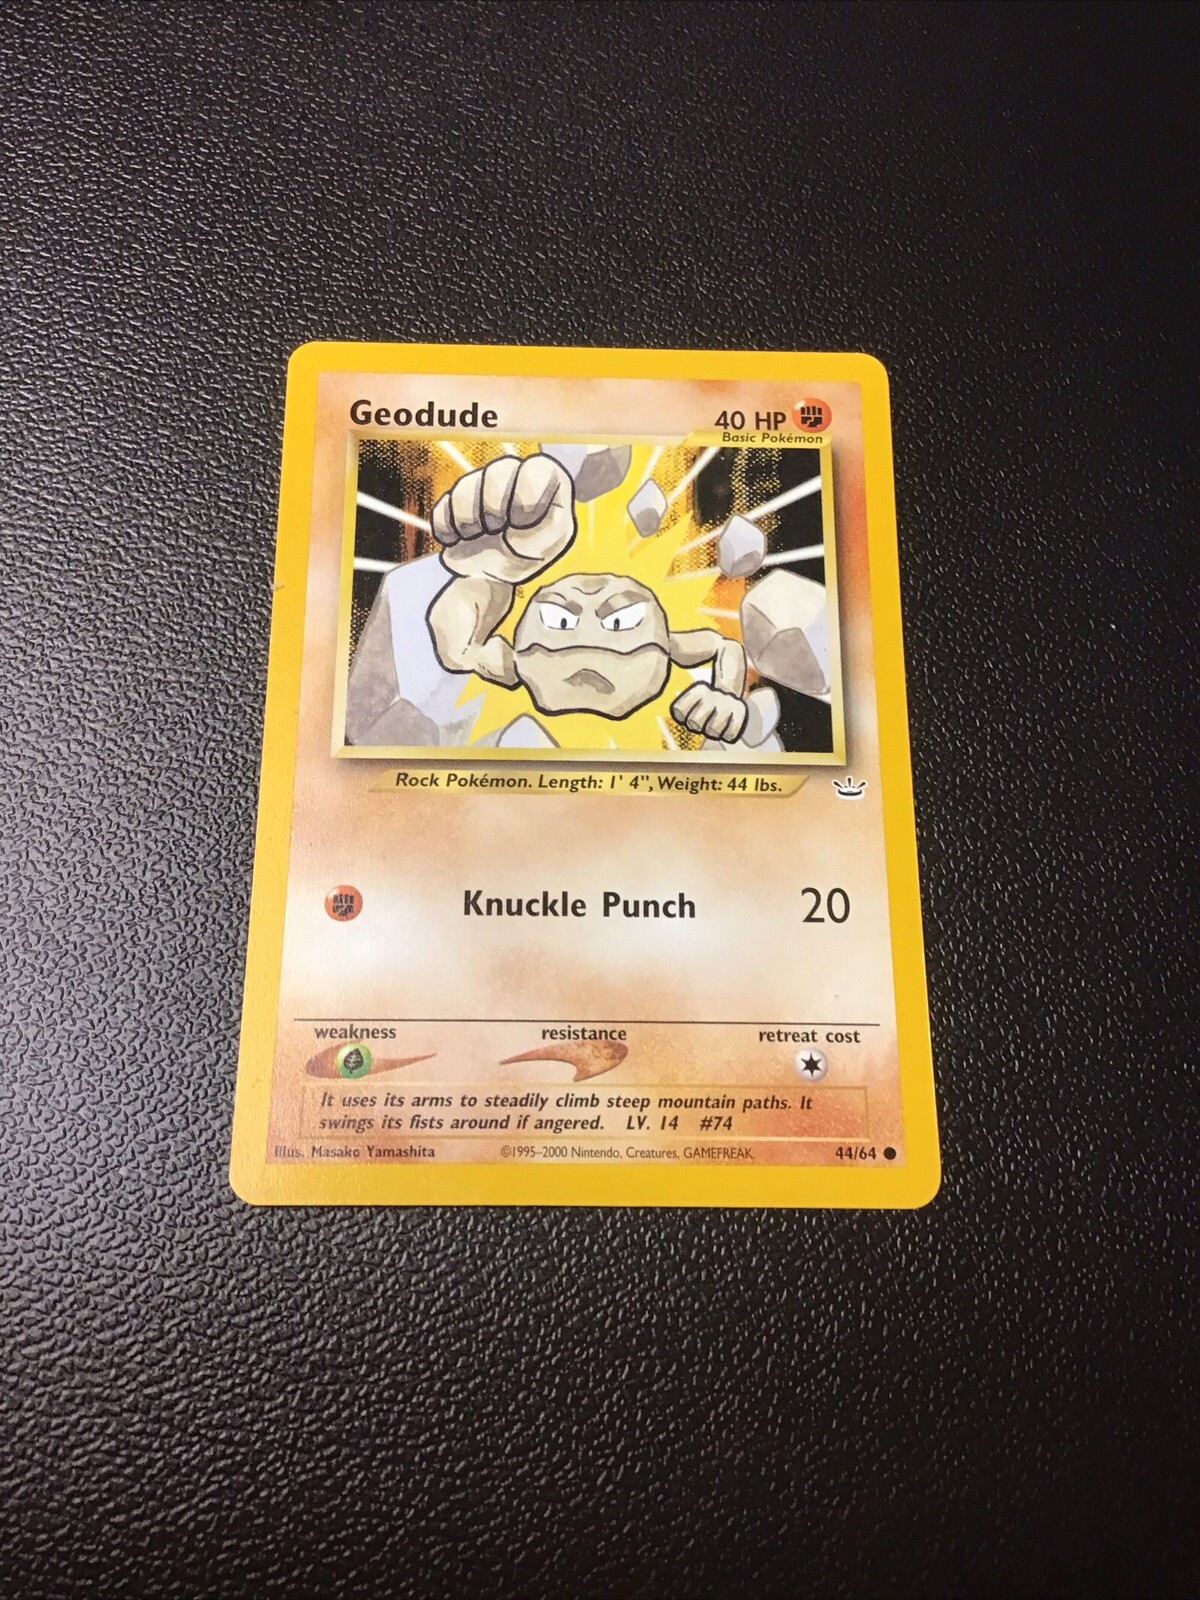 Geodude
40 HP
Basic Pokémon
Rock Pokémon. Length: 1' 4", Weight: 44 lbs.
Knuckle Punch 20
weakness resistance retreat cost
It uses its arms to steadily climb steep mountain paths. It
swings its fists around if angered. LV. 14 #74
Illus. Masako Yamashita ©1995–2000 Nintendo, Creatures, GAMEFREAK. 44/64